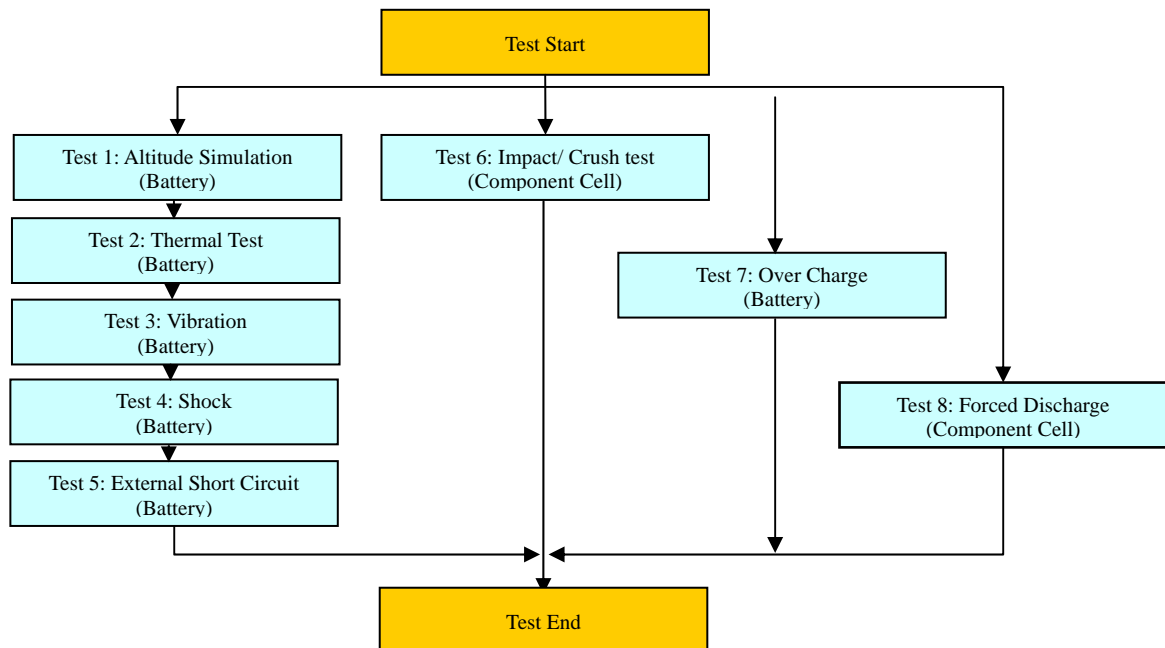 Test Start
Test 1: Altitude Simulation
(Battery)
Test 6: Impact/ Crush test
(Component Cell)
Test 2: Thermal Test
(Battery)
Test 7: Over Charge
(Battery)
Test 3: Vibration
(Battery)
Test 4: Shock
(Battery)
Test 8: Forced Discharge
(Component Cell)
Test 5: External Short Circuit
(Battery)
Test End